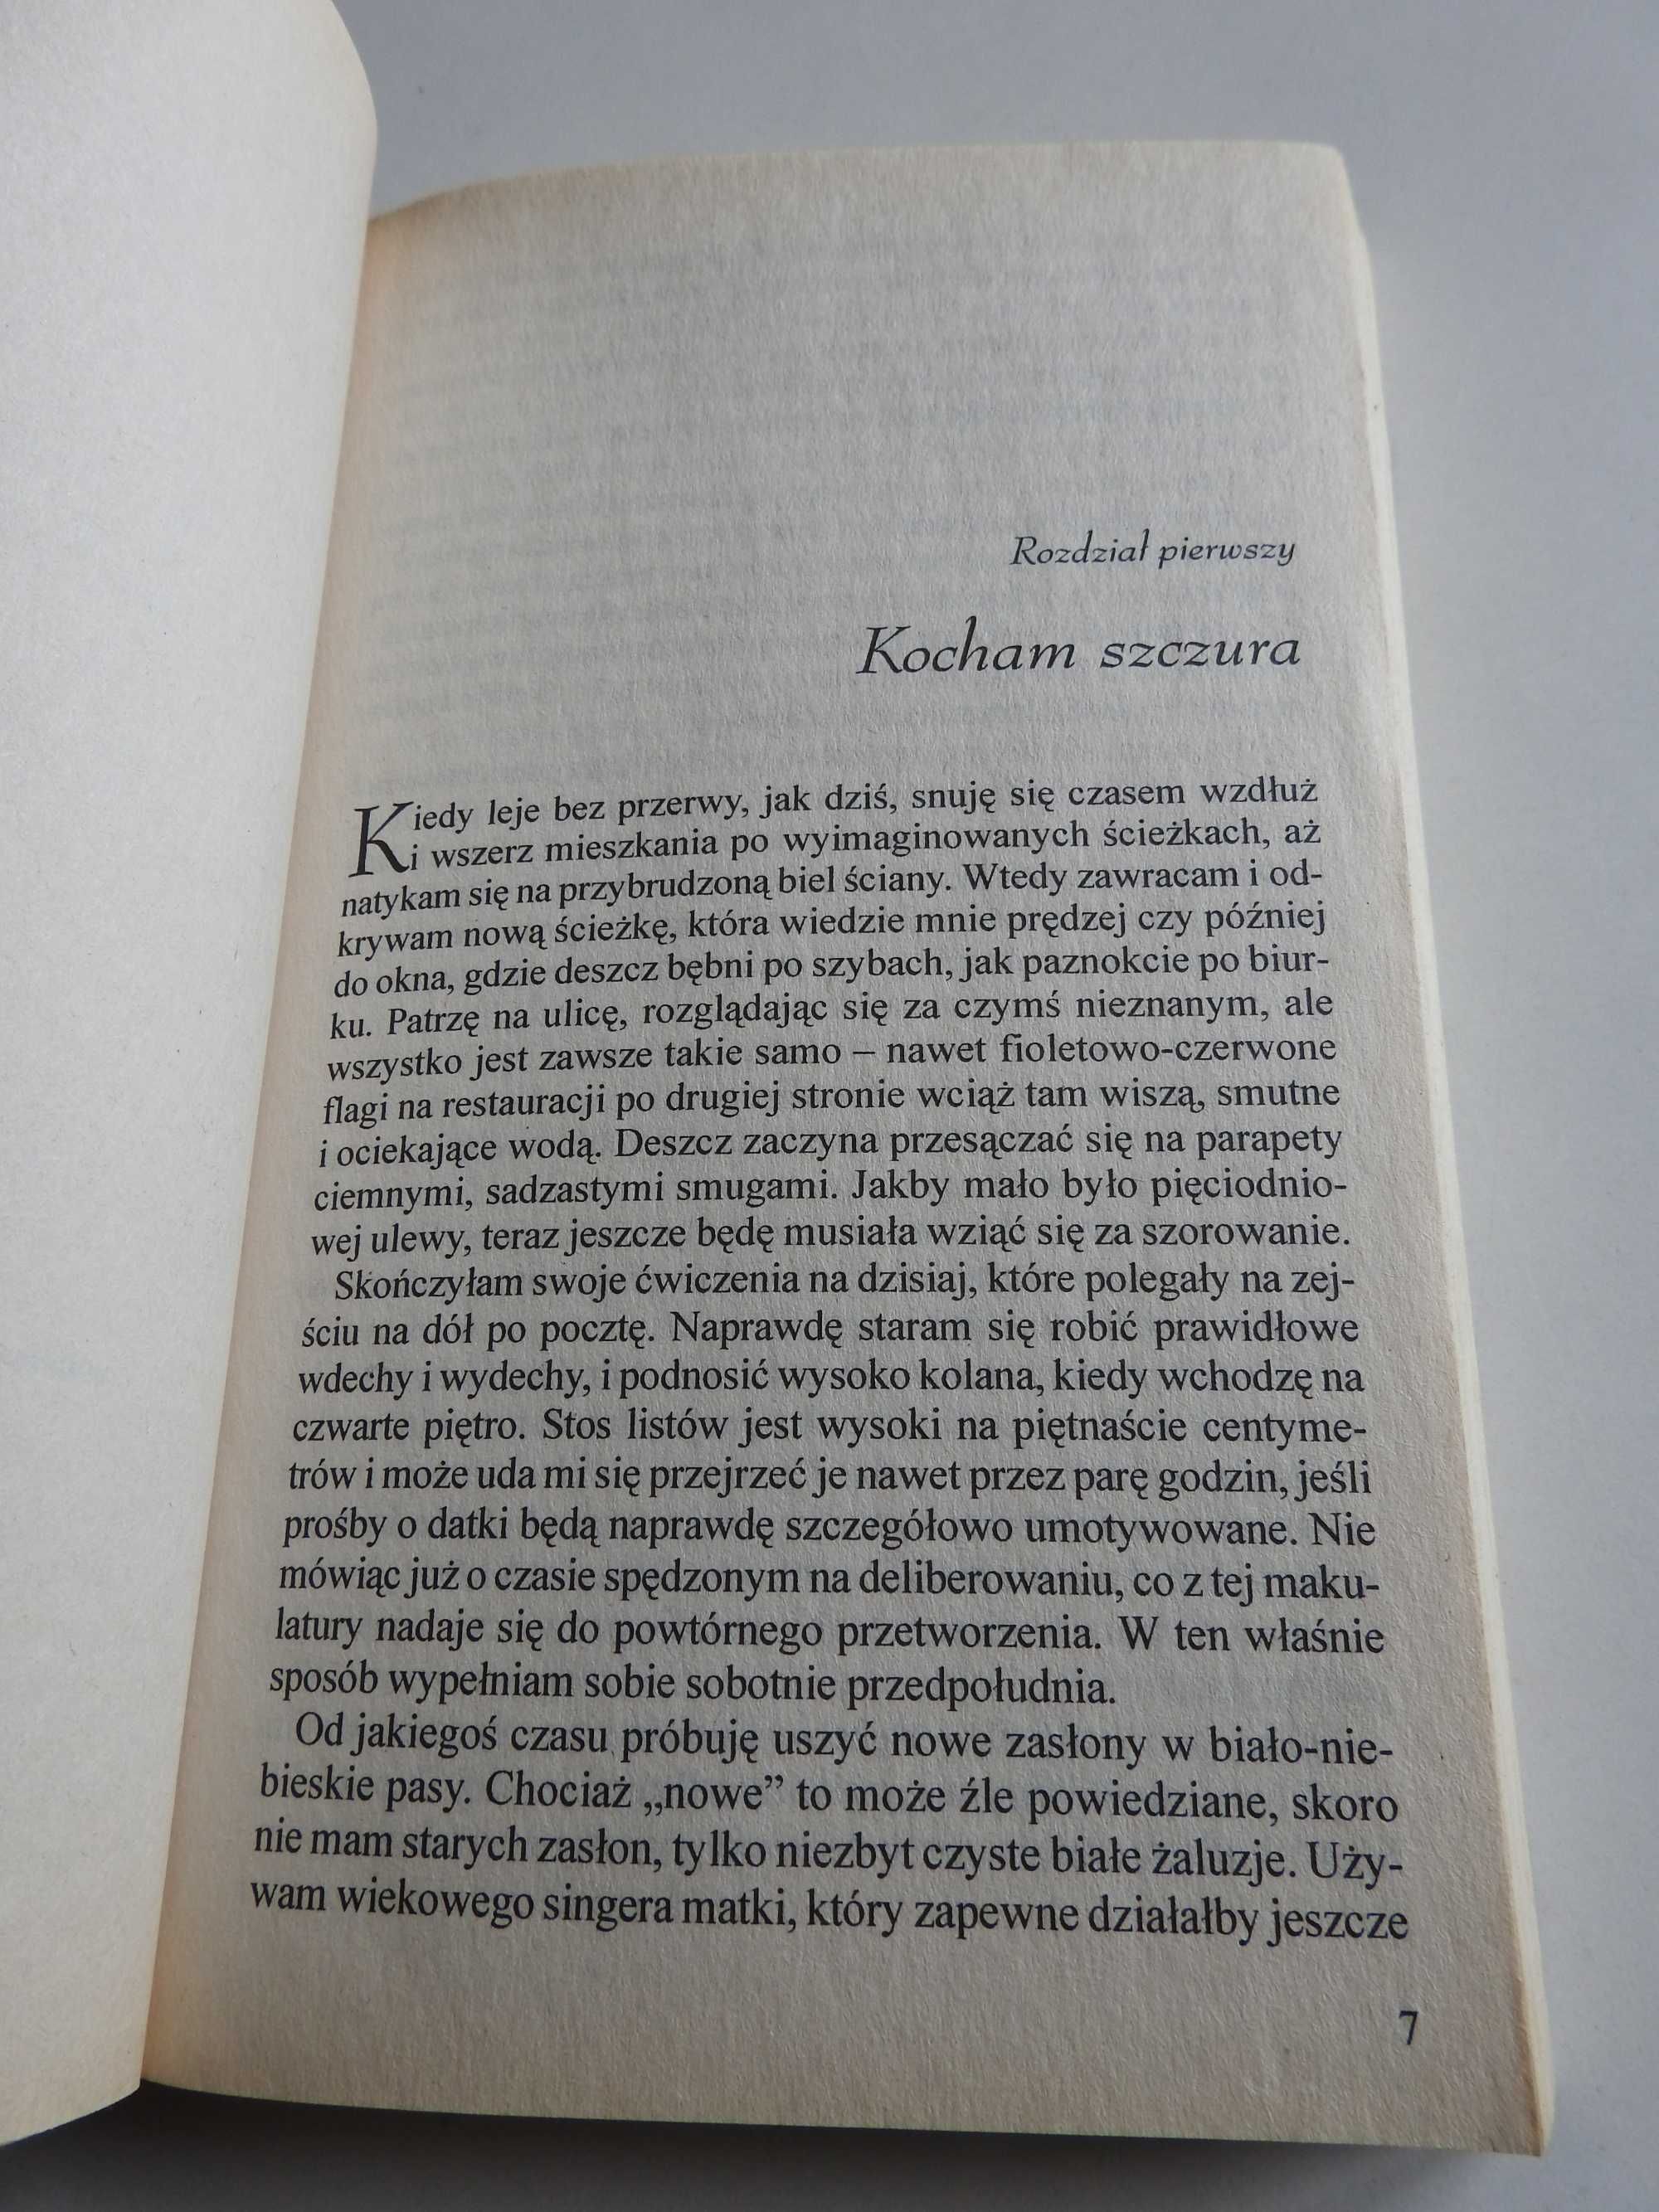 Rozdział pierwszy
Kocham szczura
Kiedy leje bez przerwy, jak dziś, snuję się czasem wzdłuż
i wszerz mieszkania po wyimaginowanych ścieżkach, aż
natykam się na przybrudzoną biel ściany. Wtedy zawracam i od-
krywam nową ścieżkę, która wiedzie mnie prędzej czy później
do okna, gdzie deszcz bębni po szybach, jak paznokcie po biur-
ku. Patrzę na ulicę, rozglądając się za czymś nieznanym, ale
wszystko jest zawsze takie samo – nawet fioletowo-czerwone
flagi na restauracji po drugiej stronie wciąż tam wiszą, smutne
i ociekające wodą. Deszcz zaczyna przesączać się na parapety
ciemnymi, sadzastymi smugami. Jakby mało było pięciodnio-
wej ulewy, teraz jeszcze będę musiała wziąć się za szorowanie.
Skończyłam swoje ćwiczenia na dzisiaj, które polegały na zej-
ściu na dół po pocztę. Naprawdę staram się robić prawidłowe
wdechy i wydechy, i podnosić wysoko kolana, kiedy wchodzę na
czwarte piętro. Stos listów jest wysoki na piętnaście centyme-
trów i może uda mi się przejrzeć je nawet przez parę godzin, jeśli
prośby o datki będą naprawdę szczegółowo umotywowane. Nie
mówiąc już o czasie spędzonym na deliberowaniu, co z tej maku-
latury nadaje się do powtórnego przetworzenia. W ten właśnie
sposób wypełniam sobie sobotnie przedpołudnia.
Od jakiegoś czasu próbuję uszyć nowe zasłony w biało-nie-
bieskie pasy. Chociaż „nowe” to może źle powiedziane, skoro
nie mam starych zasłon, tylko niezbyt czyste białe żaluzje. Uży-
wam wiekowego singera matki, który zapewne działałby jeszcze
7